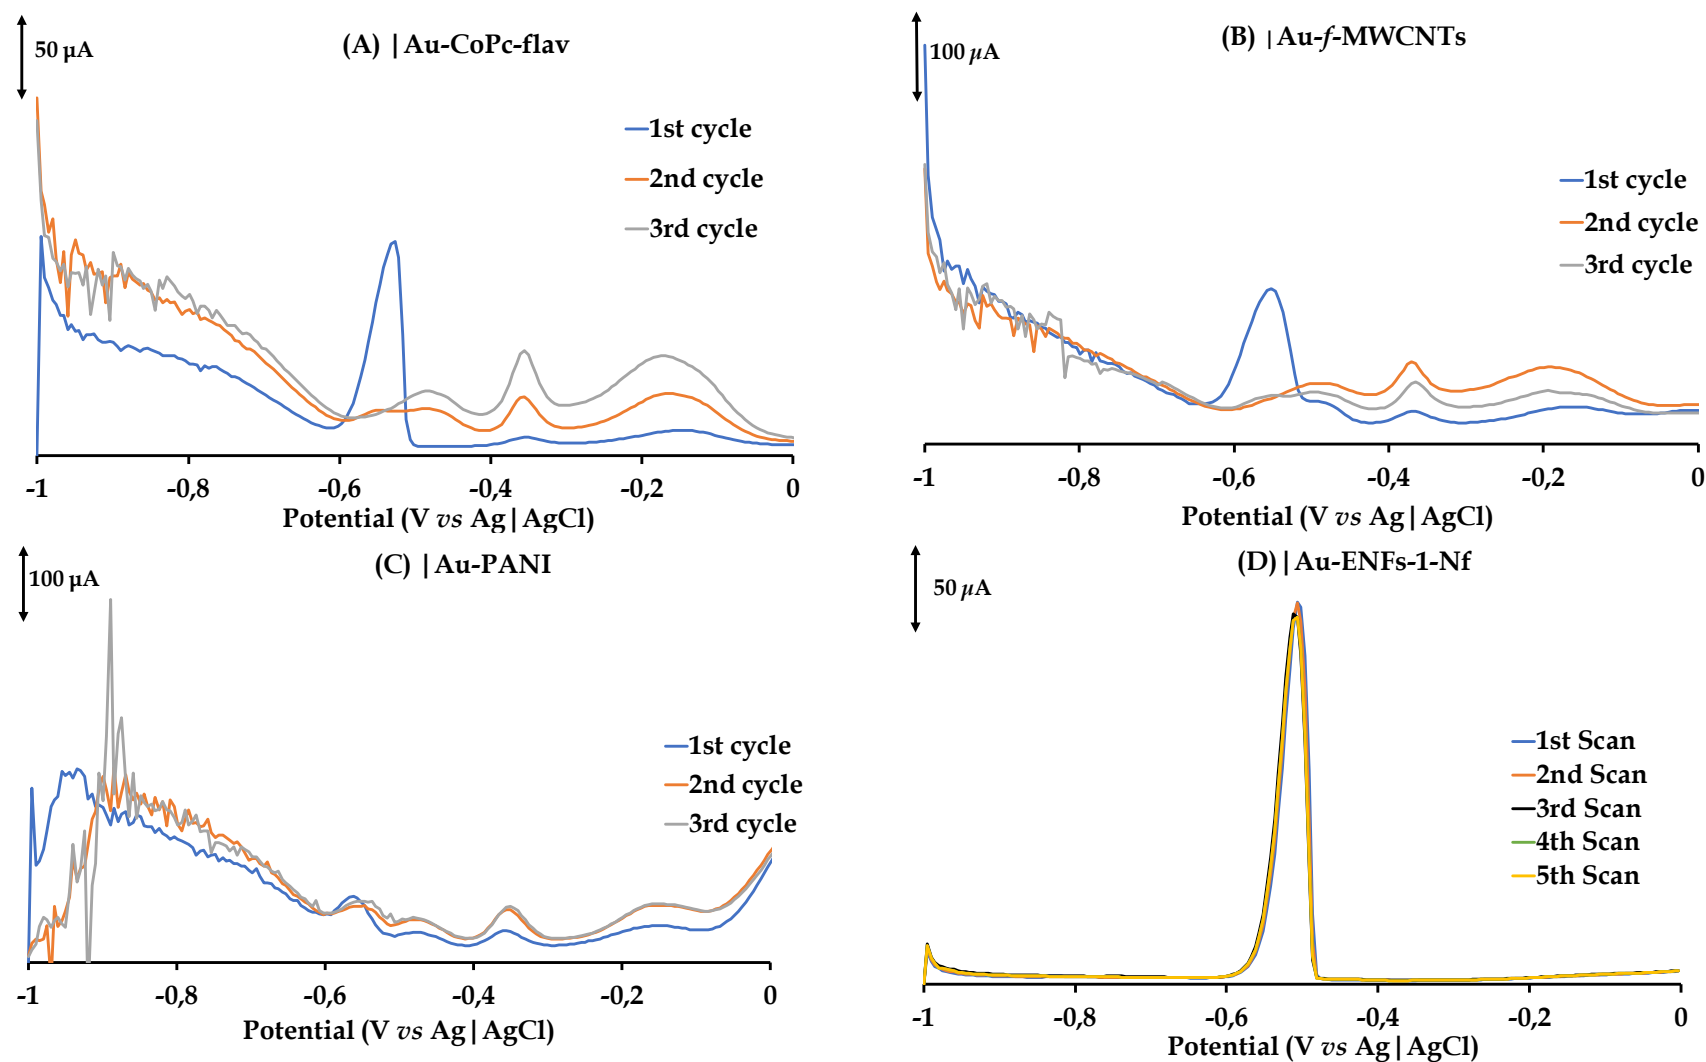 (A) |Au-CoPc-flav
50 µA
1st cycle
2nd cycle
3rd cycle
-1 -0,8 -0,6 -0,4 -0,2 0
Potential (V vs Ag|AgCl)
(B) |Au-f-MWCNTs
100 µA
1st cycle
2nd cycle
3rd cycle
-1 -0,8 -0,6 -0,4 -0,2 0
Potential (V vs Ag|AgCl)
(C) |Au-PANI
100 µA
1st cycle
2nd cycle
3rd cycle
-1 -0,8 -0,6 -0,4 -0,2 0
Potential (V vs Ag|AgCl)
(D)|Au-ENFs-1-Nf
50 µA
1st Scan
2nd Scan
3rd Scan
4th Scan
5th Scan
-1 -0,8 -0,6 -0,4 -0,2 0
Potential (V vs Ag|AgCl)